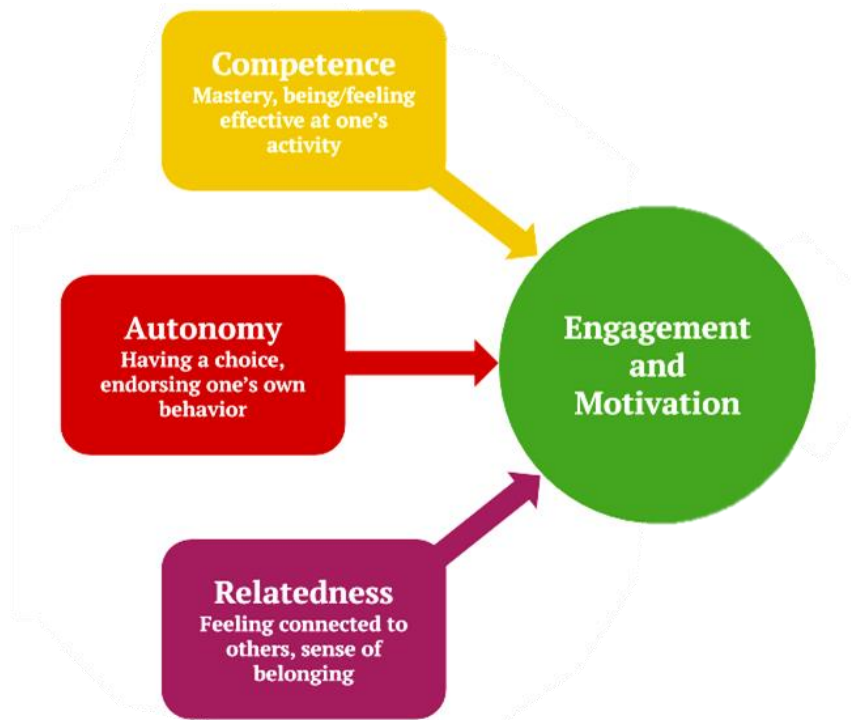 Competence
Mastery, being/feeling
effective at one's
activity
Autonomy
Having a choice,
endorsing one's own
behavior
Engagement
and
Motivation
Relatedness
Feeling connected to
others, sense of
belonging